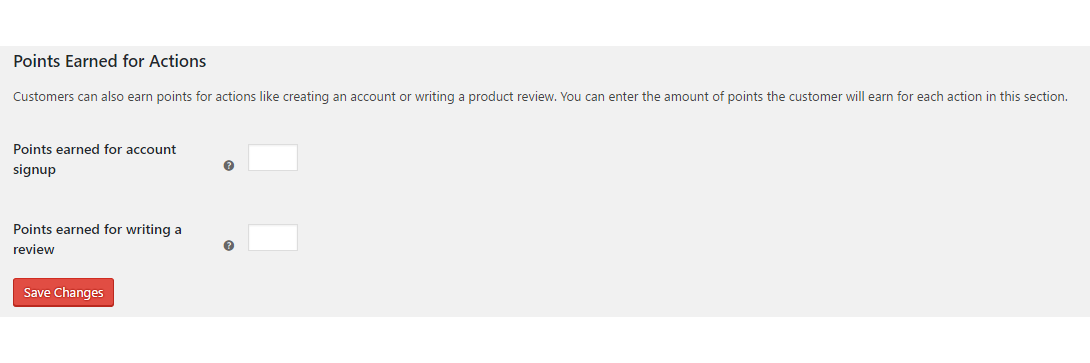 Points Earned for Actions
Customers can also earn points for actions like creating an account or writing a product review. You can enter the amount of points the customer will earn for each action in this section.
Points earned for account
signup
?
Points earned for writing a
review
?
Save Changes